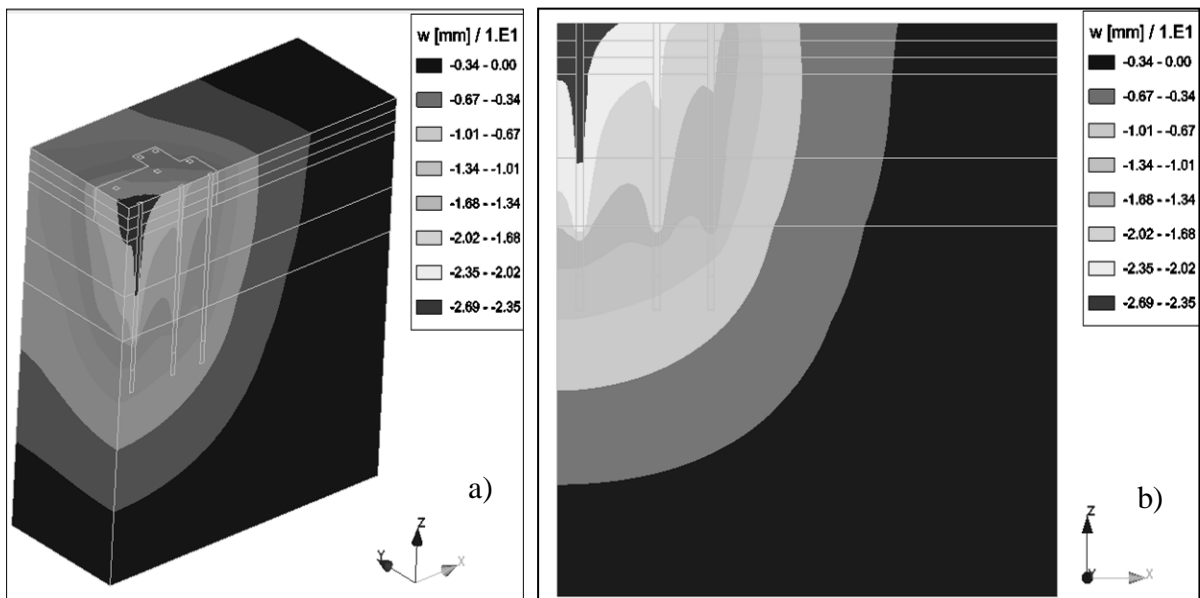 w [mm] / 1.E1
-0.34 - 0.00
-0.67 - -0.34
-1.01 - -0.67
-1.34 - -1.01
-1.68 - -1.34
-2.02 - -1.68
-2.35 - -2.02
-2.69 - -2.35
a)
Z
Y
X
w [mm] / 1.E1
-0.34 - 0.00
-0.67 - -0.34
-1.01 - -0.67
-1.34 - -1.01
-1.68 - -1.34
-2.02 - -1.68
-2.35 - -2.02
-2.69 - -2.35
b)
Z
Y
X